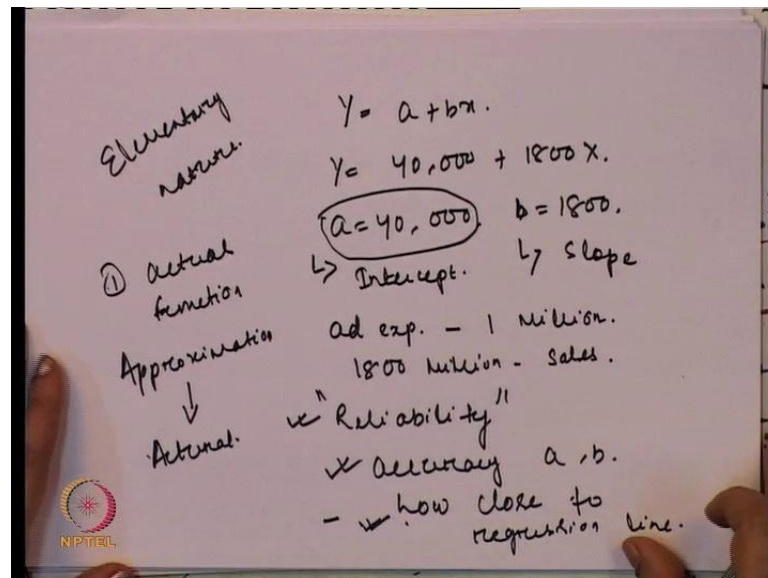 Elementary
nature.
① actual
function
Approximation
↓
Actual.
Y = a + bx.
Y = 40,000 + 1800 X.
a = 40,000 b = 1800.
↳ Intercept. ↳ Slope
ad exp. - 1 Million.
1800 Million - Sales.
"Reliability"
accuracy a, b.
- how close to
regression line.
NPTEL